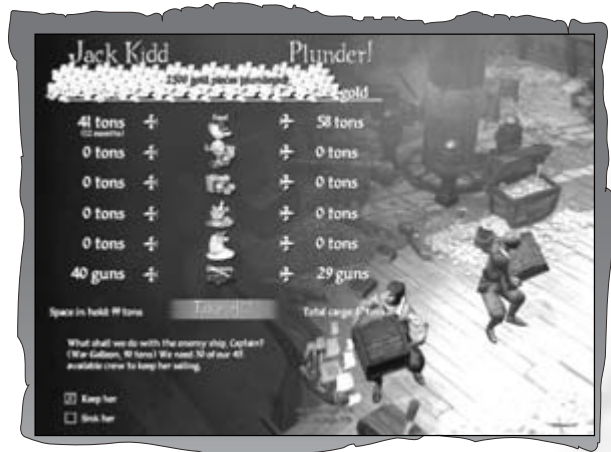 Jack Kidd Plunder!
gold
41 tons 58 tons
0 tons 0 tons
0 tons 0 tons
0 tons 0 tons
0 tons 0 tons
40 guns 29 guns
Space in hold: tons Total cargo
What shall we do with the enemy ship, Captain?
(War Galleon, tons) We need of our
available crew to keep her sailing.
Keep her
Sink her